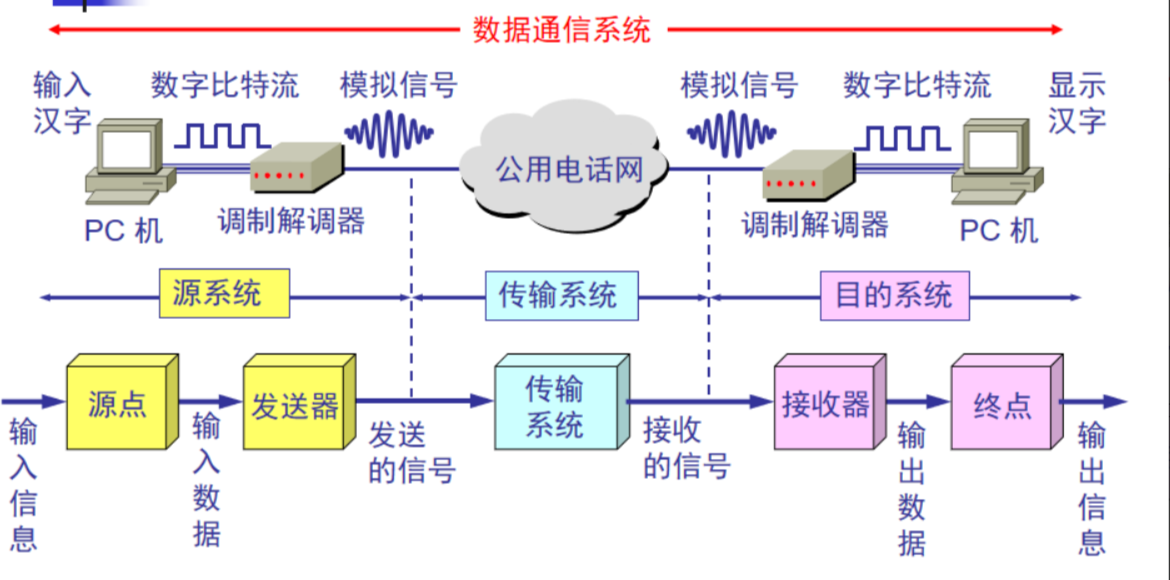 数据通信系统
输入
汉字
数字比特流
模拟信号
模拟信号
数字比特流
显示
汉字
公用电话网
PC 机
调制解调器
调制解调器
PC 机
源系统
传输系统
目的系统
源点
发送器
传输
系统
接收器
终点
输入信息
输入数据
发送
的信号
接收
的信号
输出数据
输出信息